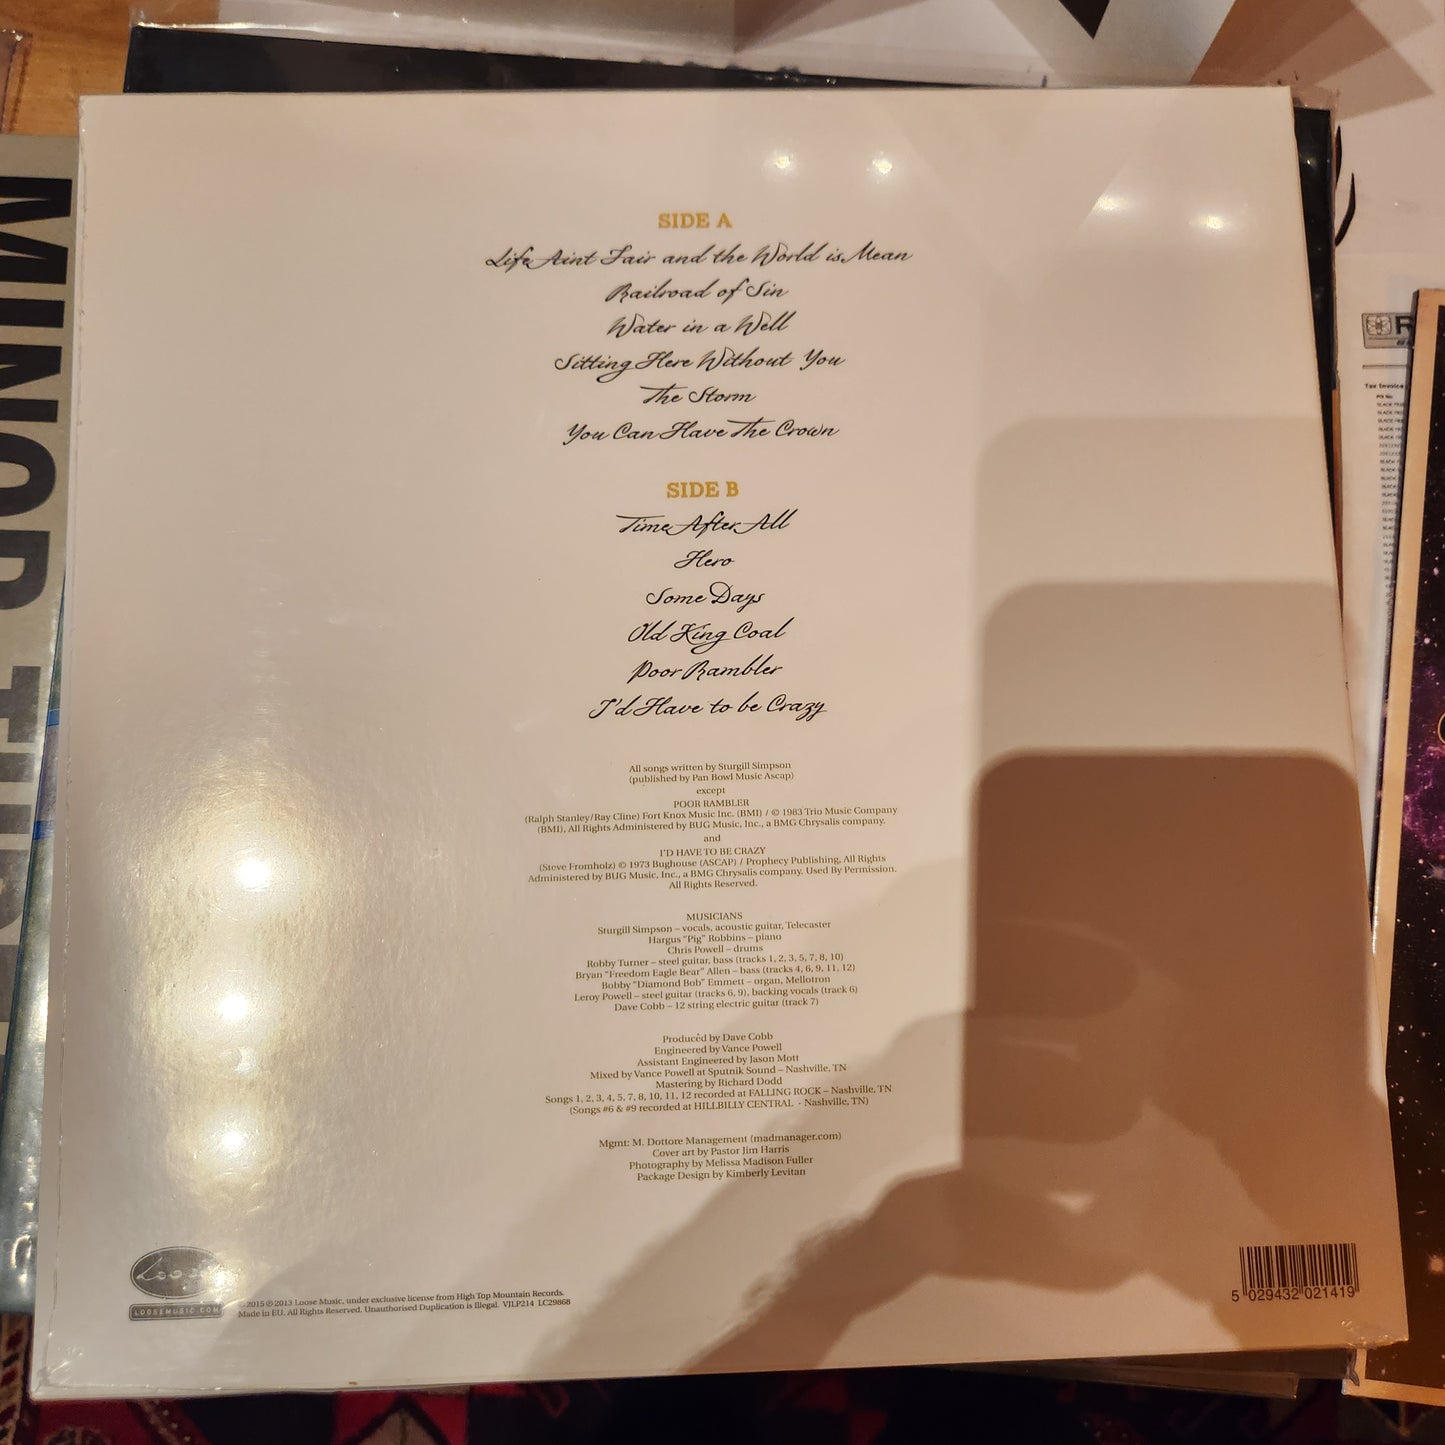 SIDE A
Life Aint Fair and the World is Mean
Railroad of Sin
Water in a Well
Sitting Here Without You
The Storm
You Can Have The Crown
SIDE B
Time After All
Hero
Some Days
Old King Coal
Poor Rambler
I'd Have to be Crazy
All songs written by Sturgill Simpson
(published by Pan Bowl Music Ascap)
except
POOR RAMBLER
(Ralph Stanley/Ray Cline) Fort Knox Music Inc. (BMI) / © 1983 Trio Music Company
(BMI), All Rights Administered by BUG Music, Inc., a BMG Chrysalis company.
and
I'D HAVE TO BE CRAZY
(Steve Fromholz) © 1973 Bughouse (ASCAP) / Prophecy Publishing, All Rights
Administered by BUG Music, Inc., a BMG Chrysalis company. Used By Permission.
All Rights Reserved.
MUSICIANS
Sturgill Simpson – vocals, acoustic guitar, Telecaster
Hargus "Pig" Robbins – piano
Chris Powell – drums
Robby Turner – steel guitar, bass (tracks 1, 2, 3, 5, 7, 8, 10)
Bryan "Freedom Eagle Bear" Allen – bass (tracks 4, 6, 9, 11, 12)
Bobby "Diamond Bob" Emmett – organ, Mellotron
Leroy Powell – steel guitar (tracks 6, 9), backing vocals (track 6)
Dave Cobb – 12 string electric guitar (track 7)
Produced by Dave Cobb
Engineered by Vance Powell
Assistant Engineered by Jason Mott
Mixed by Vance Powell at Sputnik Sound – Nashville, TN
Mastering by Richard Dodd
Songs 1, 2, 3, 4, 5, 7, 8, 10, 11, 12 recorded at FALLING ROCK – Nashville, TN
(Songs #6 & #9 recorded at HILLBILLY CENTRAL - Nashville, TN)
Mgmt: M. Dottore Management (madmanager.com)
Cover art by Pastor Jim Harris
Photography by Melissa Madison Fuller
Package Design by Kimberly Levitan
Loose
LOOSEMUSIC.COM
2015 ℗ 2013 Loose Music, under exclusive license from High Top Mountain Records.
Made in EU. All Rights Reserved. Unauthorised Duplication is Illegal. VJLP214 LC29868
5 029432 021419
MINOR
Tax Invoice